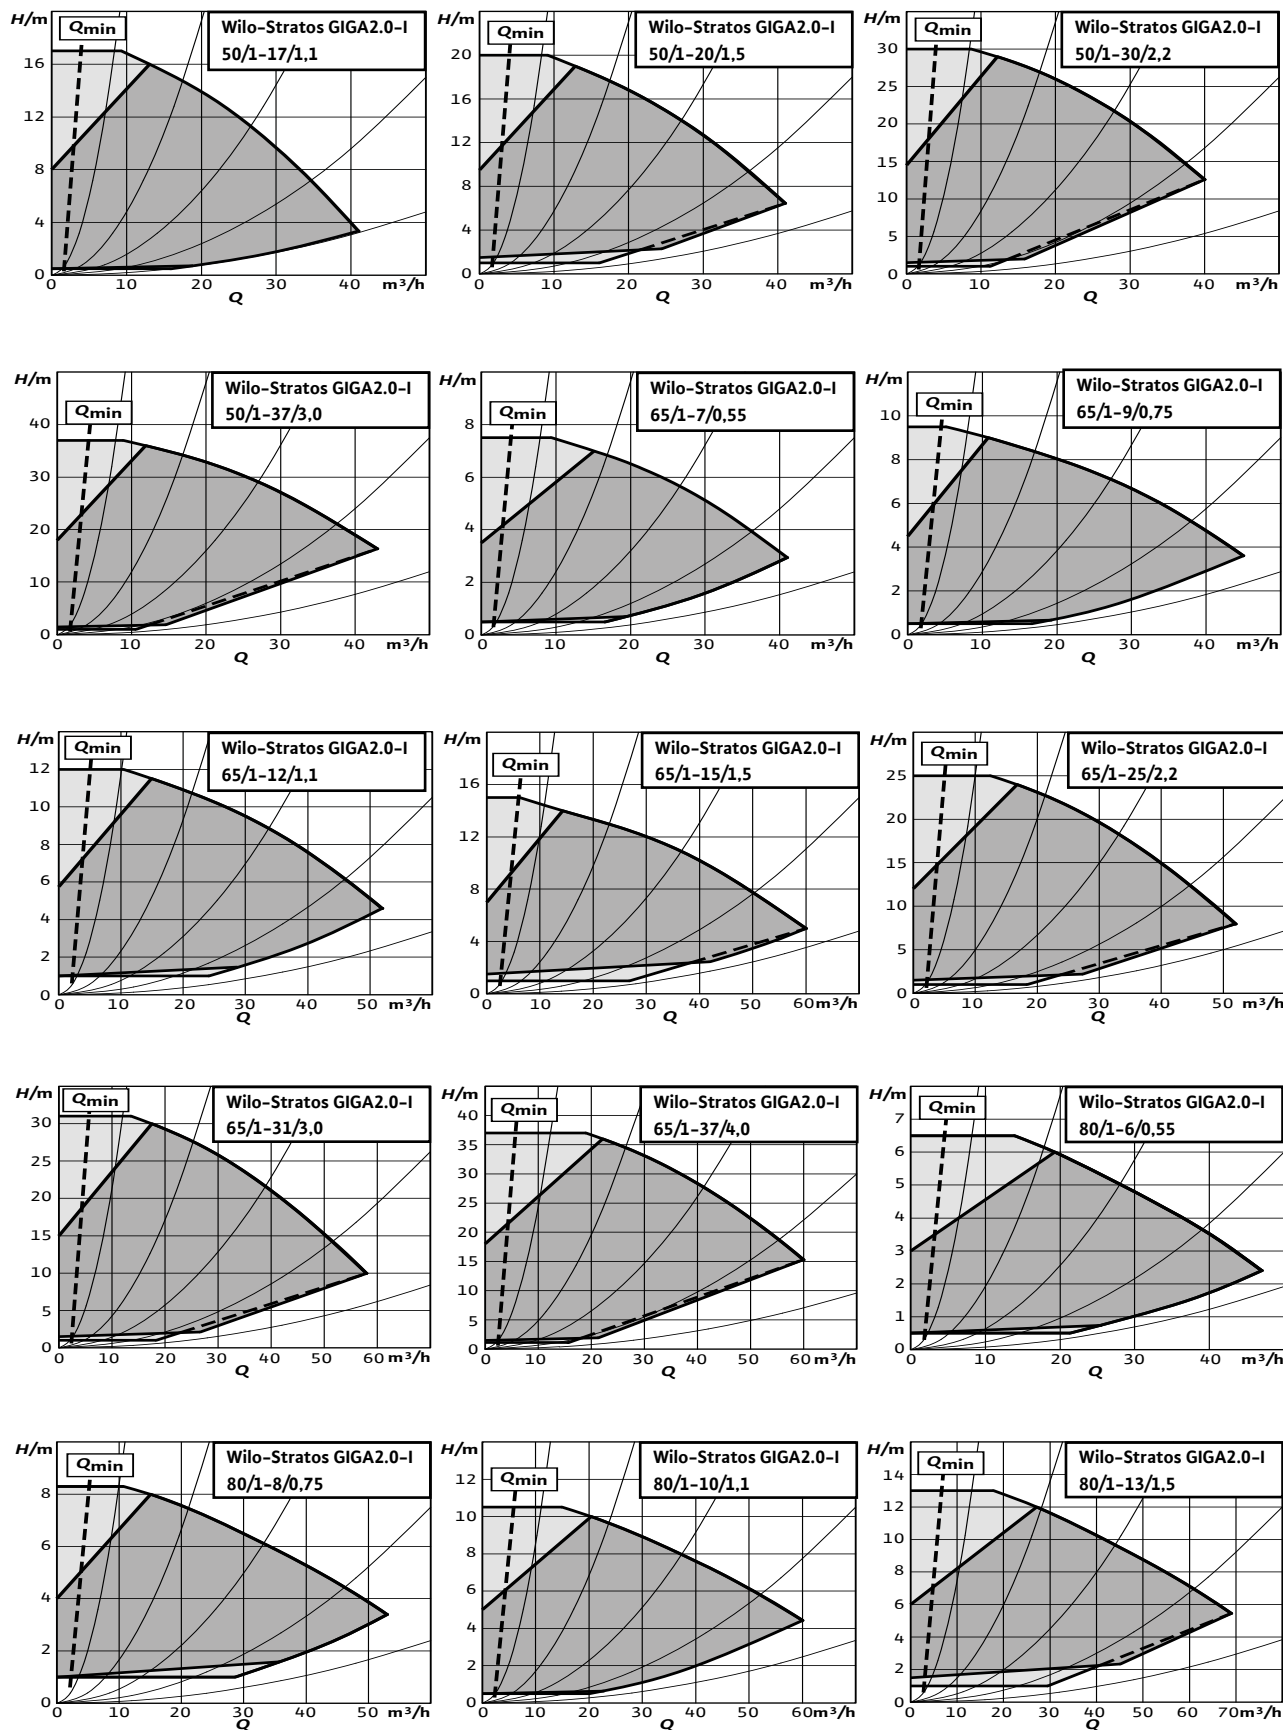 H/m
Qmin
Wilo-Stratos GIGA2.0-I
50/1-17/1,1
16
12
8
4
0
0 10 20 30 40 m³/h
Q
H/m
Qmin
Wilo-Stratos GIGA2.0-I
50/1-20/1,5
20
16
12
8
4
0
0 10 20 30 40 m³/h
Q
H/m
Qmin
Wilo-Stratos GIGA2.0-I
50/1-30/2,2
30
25
20
15
10
5
0
0 10 20 30 40 m³/h
Q
H/m
Qmin
Wilo-Stratos GIGA2.0-I
50/1-37/3,0
40
30
20
10
0
0 10 20 30 40 m³/h
Q
H/m
Qmin
Wilo-Stratos GIGA2.0-I
65/1-7/0,55
8
6
4
2
0
0 10 20 30 40 m³/h
Q
H/m
Qmin
Wilo-Stratos GIGA2.0-I
65/1-9/0,75
10
8
6
4
2
0
0 10 20 30 40 m³/h
Q
H/m
Qmin
Wilo-Stratos GIGA2.0-I
65/1-12/1,1
12
10
8
6
4
2
0
0 10 20 30 40 50 m³/h
Q
H/m
Qmin
Wilo-Stratos GIGA2.0-I
65/1-15/1,5
16
12
8
4
0
0 10 20 30 40 50 60 m³/h
Q
H/m
Qmin
Wilo-Stratos GIGA2.0-I
65/1-25/2,2
25
20
15
10
5
0
0 10 20 30 40 50 m³/h
Q
H/m
Qmin
Wilo-Stratos GIGA2.0-I
65/1-31/3,0
30
25
20
15
10
5
0
0 10 20 30 40 50 m³/h
Q
H/m
Qmin
Wilo-Stratos GIGA2.0-I
65/1-37/4,0
40
35
30
25
20
15
10
5
0
0 10 20 30 40 50 60 m³/h
Q
H/m
Qmin
Wilo-Stratos GIGA2.0-I
80/1-6/0,55
7
6
5
4
3
2
1
0
0 10 20 30 40 m³/h
Q
H/m
Qmin
Wilo-Stratos GIGA2.0-I
80/1-8/0,75
8
6
4
2
0
0 10 20 30 40 50 m³/h
Q
H/m
Qmin
Wilo-Stratos GIGA2.0-I
80/1-10/1,1
12
10
8
6
4
2
0
0 10 20 30 40 50 60 m³/h
Q
H/m
Qmin
Wilo-Stratos GIGA2.0-I
80/1-13/1,5
14
12
10
8
6
4
2
0
0 10 20 30 40 50 60 70 m³/h
Q